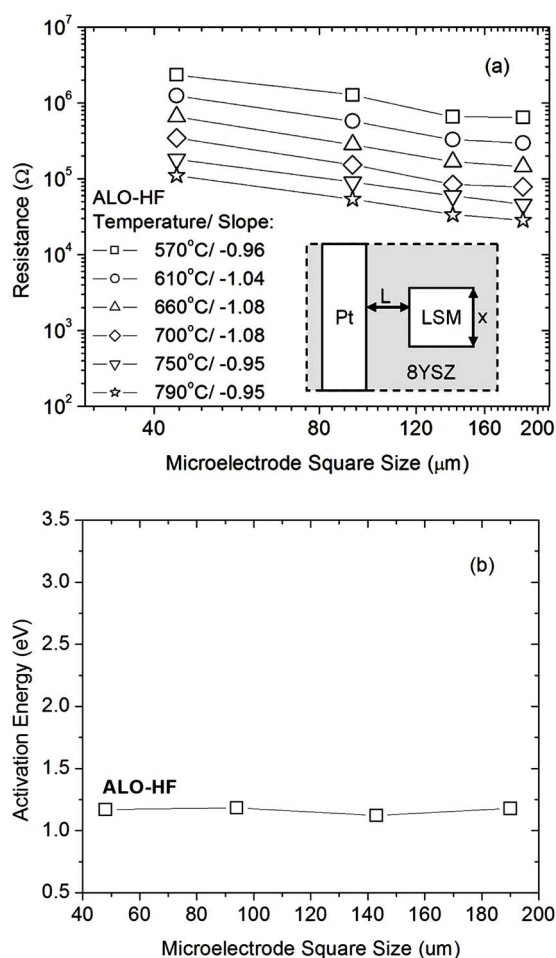 (a)
10^7
10^6
10^5
10^4
10^3
10^2
Resistance (Ω)
ALO-HF
Temperature/ Slope:
570°C/ -0.96
610°C/ -1.04
660°C/ -1.08
700°C/ -1.08
750°C/ -0.95
790°C/ -0.95
Pt
L
LSM
x
8YSZ
40 80 120 160 200
Microelectrode Square Size (μm)
(b)
3.5
3.0
2.5
2.0
1.5
1.0
0.5
Activation Energy (eV)
ALO-HF
40 60 80 100 120 140 160 180 200
Microelectrode Square Size (um)